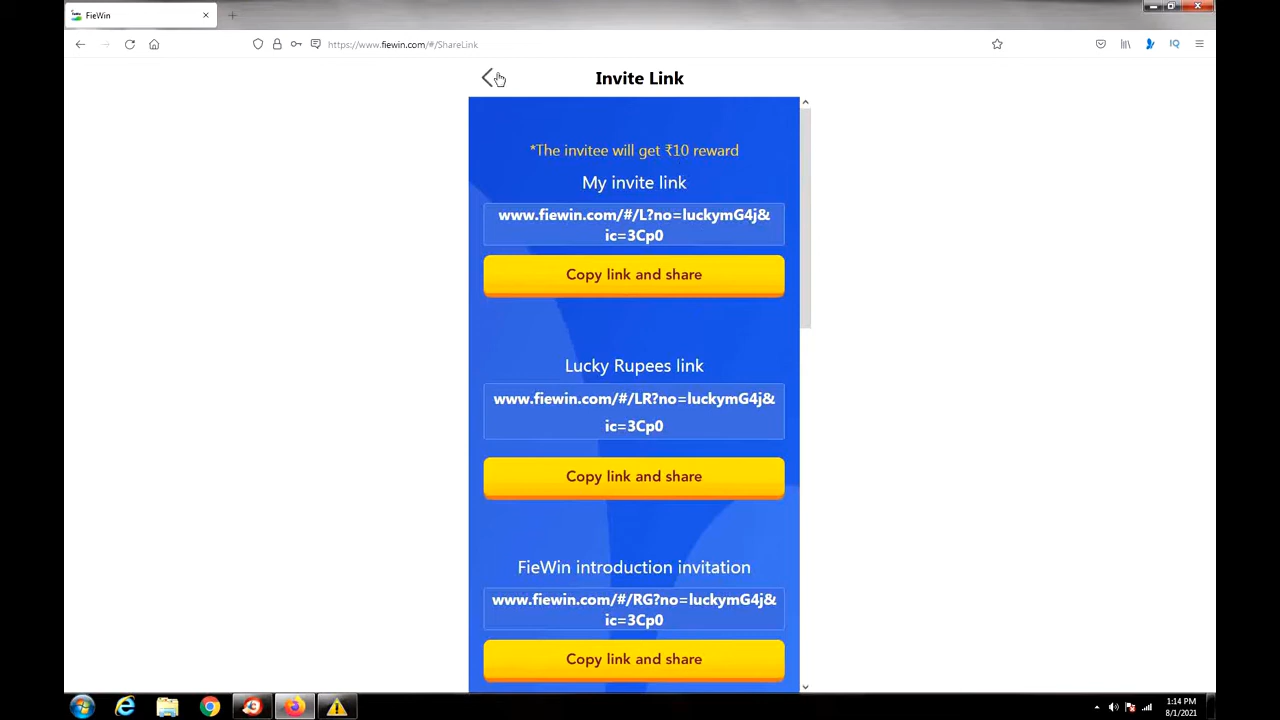 FieWin
https://www.fiewin.com/#/ShareLink
Invite Link
*The invitee will get ₹10 reward
My invite link
www.fiewin.com/#/L?no=luckymG4j&
ic=3Cp0
Copy link and share
Lucky Rupees link
www.fiewin.com/#/LR?no=luckymG4j&
ic=3Cp0
Copy link and share
FieWin introduction invitation
www.fiewin.com/#/RG?no=luckymG4j&
ic=3Cp0
Copy link and share
1:14 PM
8/1/2021